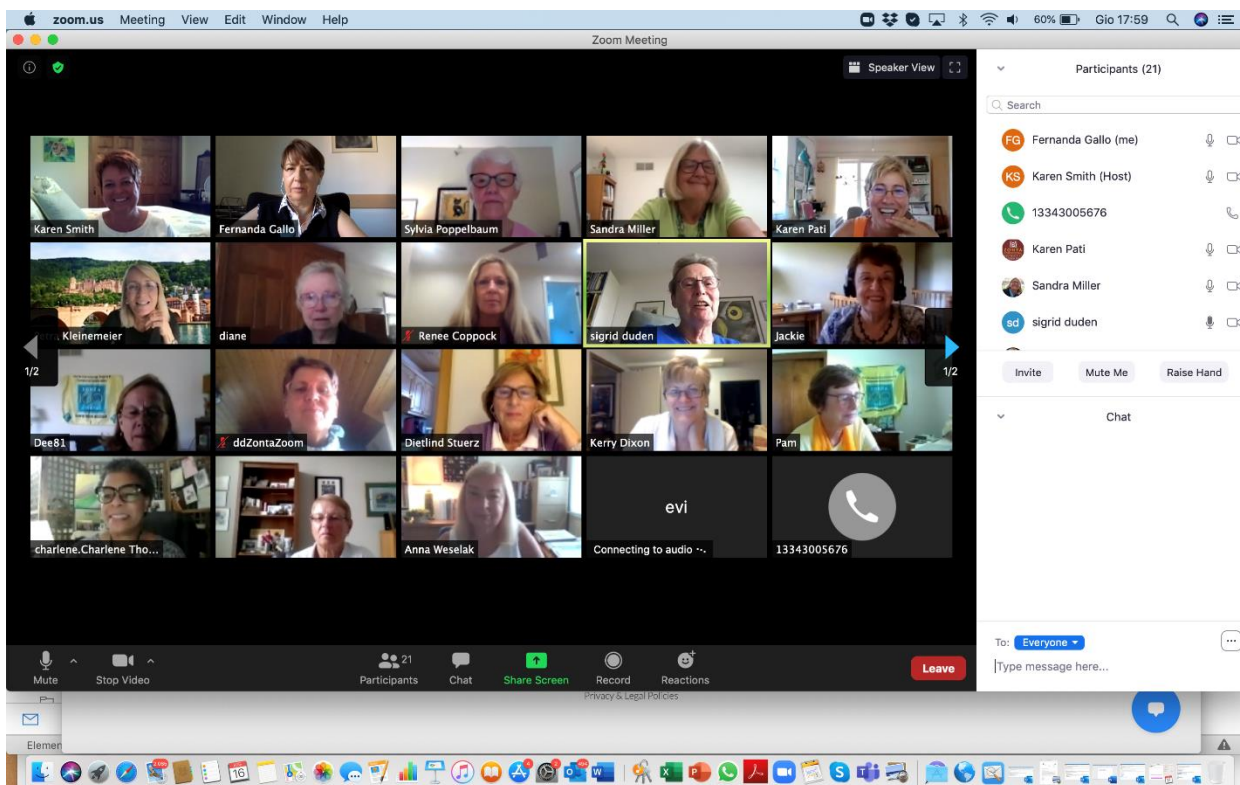 zoom.us Meeting View Edit Window Help 60% Gio 17:59
Zoom Meeting
Speaker View
Participants (21)
Search
Fernanda Gallo (me)
Karen Smith (Host)
13343005676
Karen Pati
Sandra Miller
sigrid duden
Invite Mute Me Raise Hand
Chat
Karen Smith
Fernanda Gallo
Sylvia Poppelbaum
Sandra Miller
Karen Pati
Kleinemeier
diane
Renee Coppock
sigrid duden
Jackie
1/2
1/2
Dee81
ddZontaZoom
Dietlind Stuerz
Kerry Dixon
Pam
charlene.Charlene Tho...
Anna Weselak
evi
Connecting to audio
13343005676
To: Everyone
Type message here...
Mute
Stop Video
21
Participants
Chat
Share Screen
Record
Reactions
Leave
Privacy & Legal Policies
Elemen
16